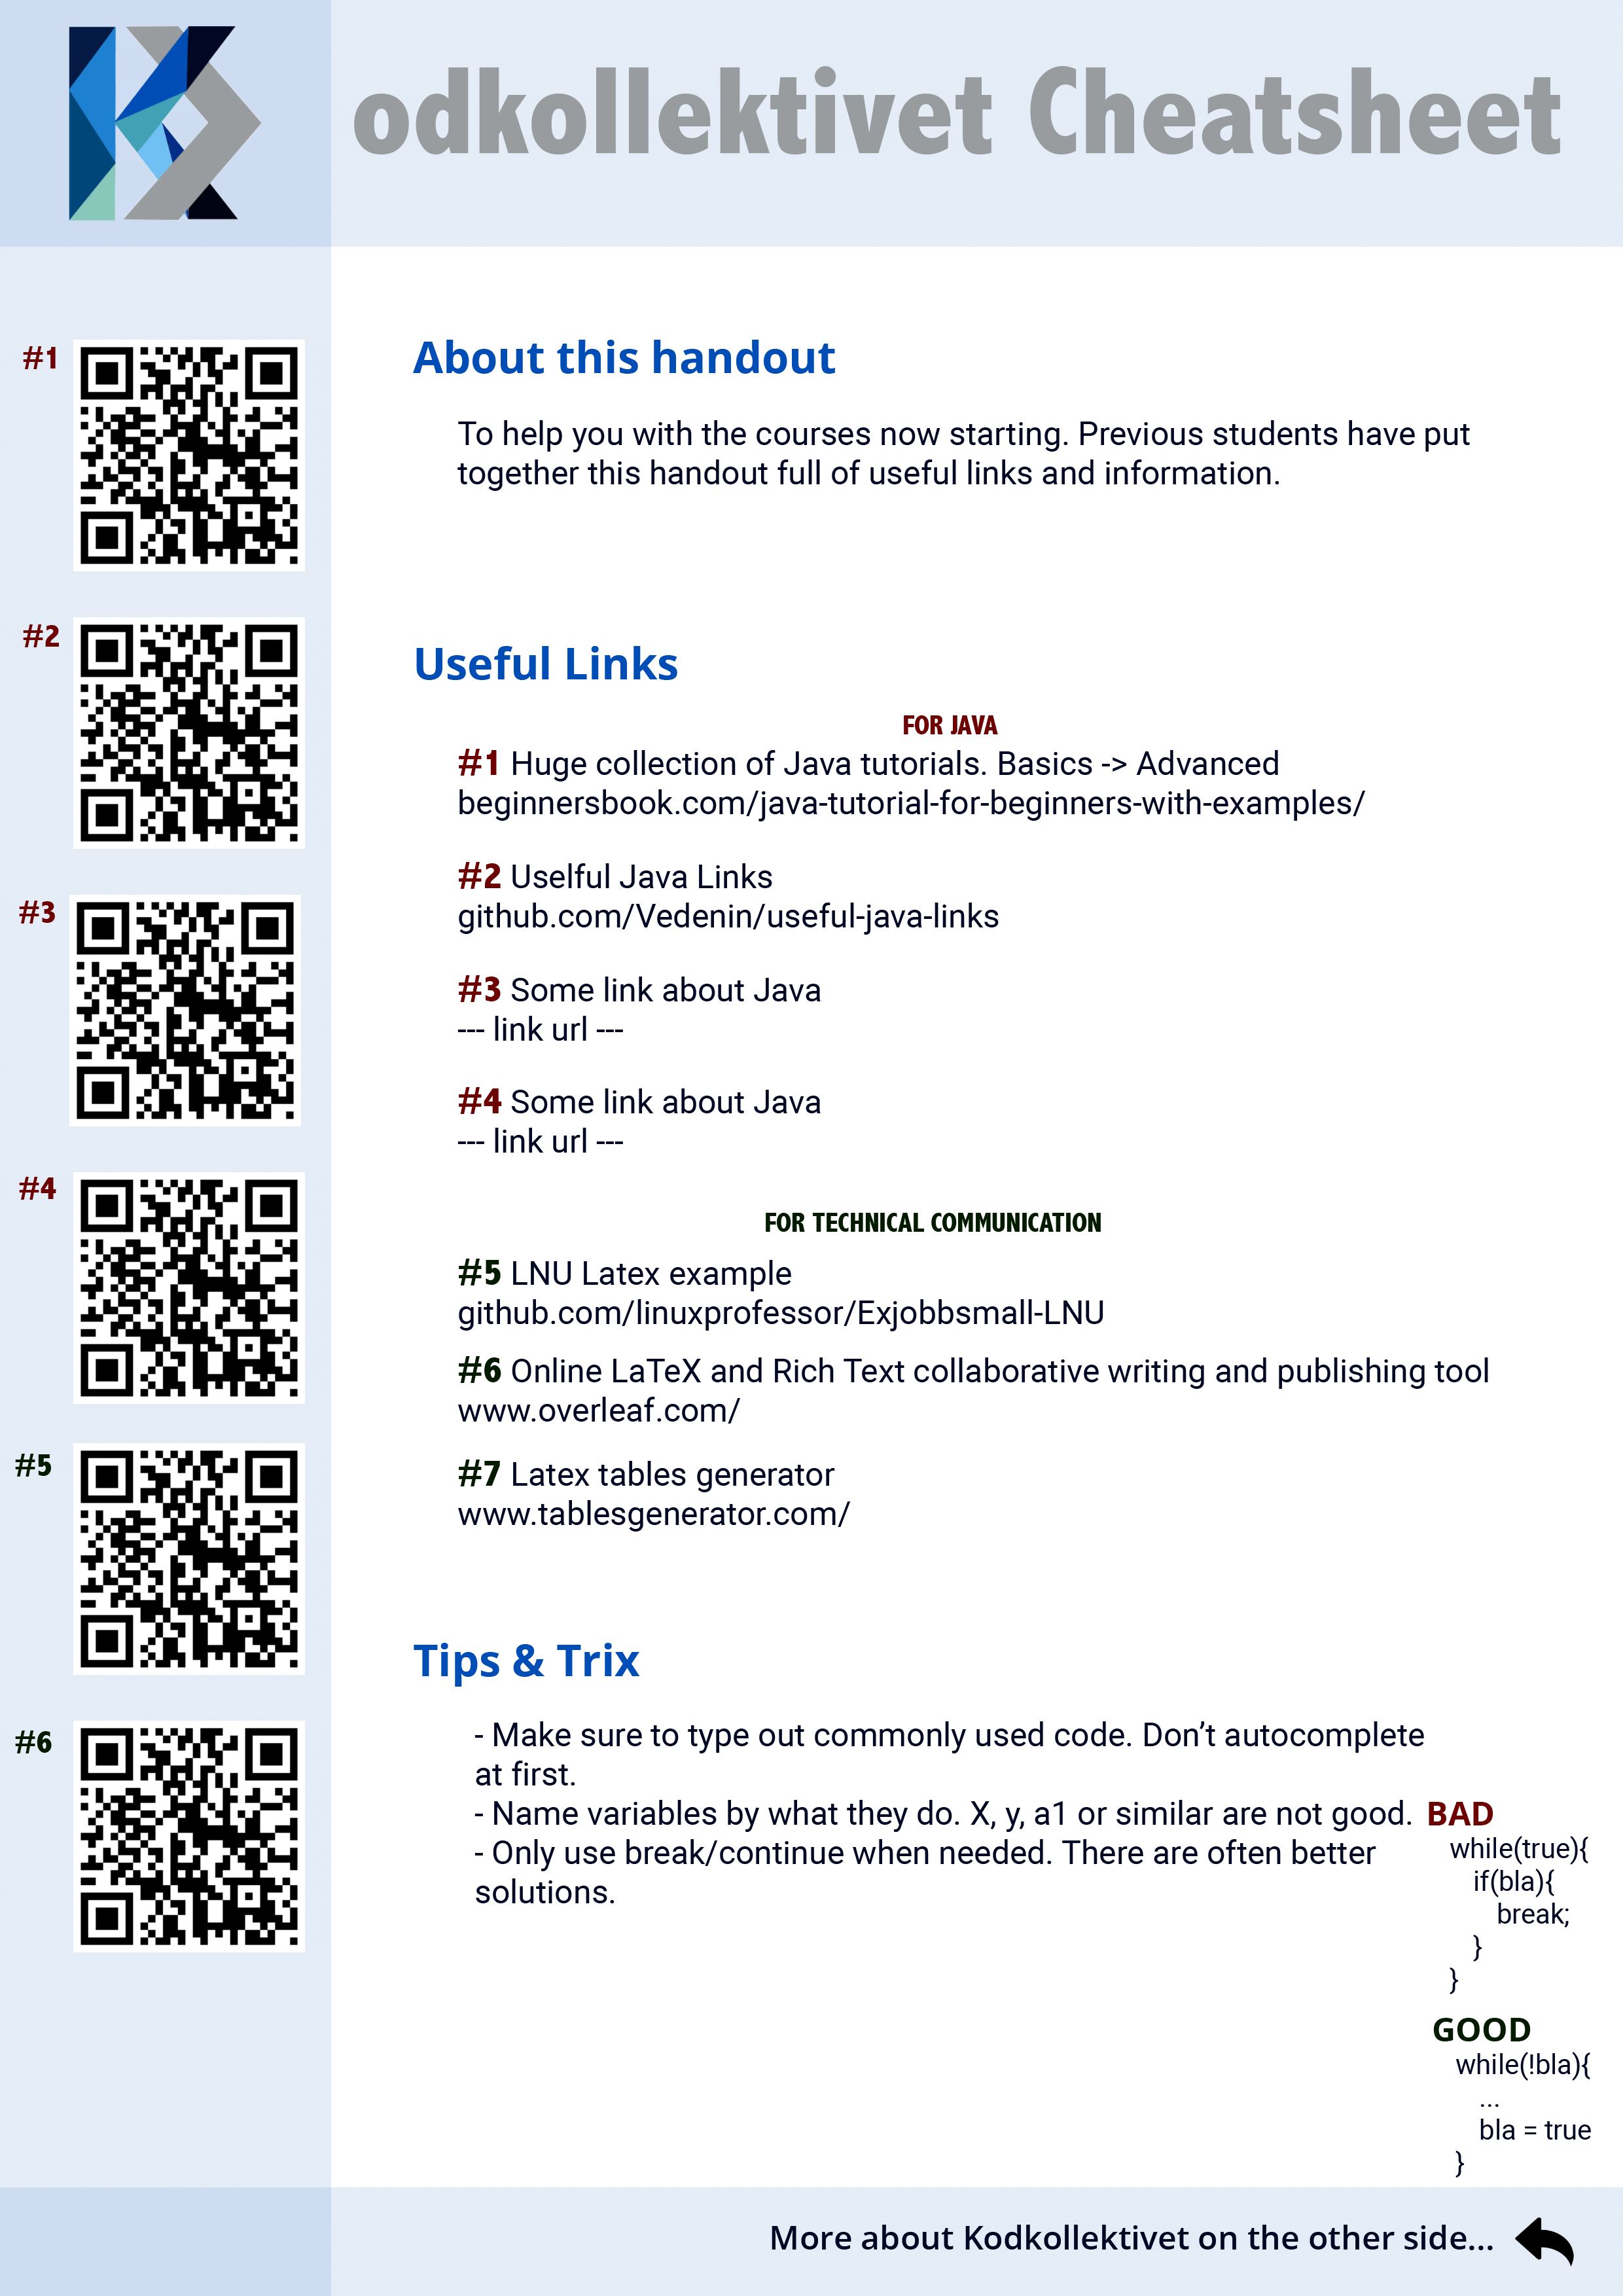 Kodkollektivet Cheatsheet
#1
#2
#3
#4
#5
#6
About this handout
To help you with the courses now starting. Previous students have put
together this handout full of useful links and information.
Useful Links
FOR JAVA
#1 Huge collection of Java tutorials. Basics -> Advanced
beginnersbook.com/java-tutorial-for-beginners-with-examples/
#2 Uselful Java Links
github.com/Vedenin/useful-java-links
#3 Some link about Java
--- link url ---
#4 Some link about Java
--- link url ---
FOR TECHNICAL COMMUNICATION
#5 LNU Latex example
github.com/linuxprofessor/Exjobbsmall-LNU
#6 Online LaTeX and Rich Text collaborative writing and publishing tool
www.overleaf.com/
#7 Latex tables generator
www.tablesgenerator.com/
Tips & Trix
- Make sure to type out commonly used code. Don’t autocomplete
at first.
- Name variables by what they do. X, y, a1 or similar are not good.
- Only use break/continue when needed. There are often better
solutions.
BAD
while(true){
if(bla){
break;
}
}
GOOD
while(!bla){
...
bla = true
}
More about Kodkollektivet on the other side...